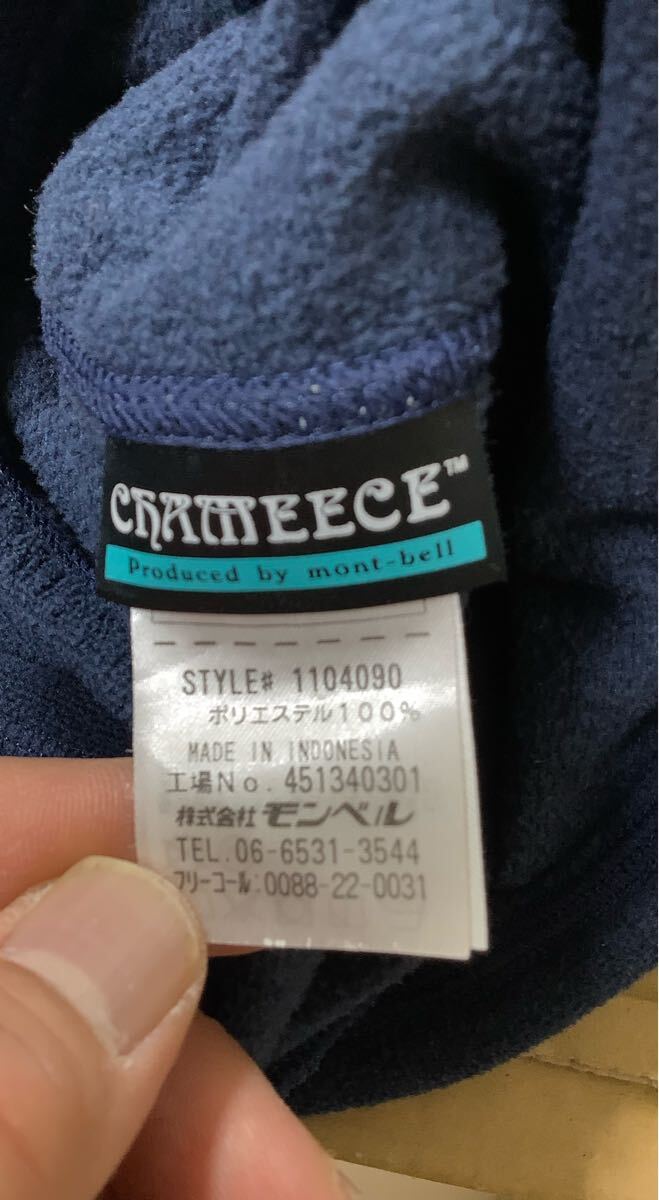 CHAMEECE™
Produced by mont-bell
STYLE# 1104090
ポリエステル100%
MADE IN INDONESIA
工場No. 451340301
株式会社モンベル
TEL.06-6531-3544
フリーコール:0088-22-0031